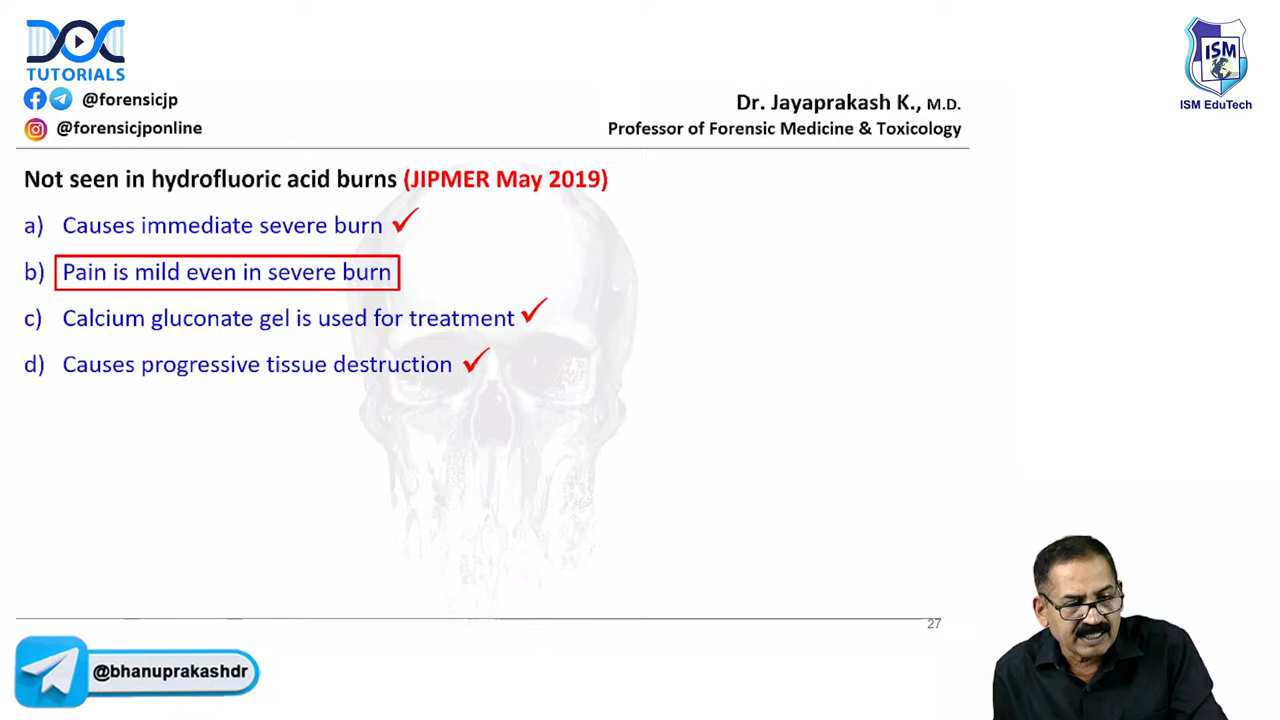 DOC
TUTORIALS
@forensicjp
@forensicjponline
ISM
ISM EduTech
Dr. Jayaprakash K., M.D.
Professor of Forensic Medicine & Toxicology
Not seen in hydrofluoric acid burns (JIPMER May 2019)
a) Causes immediate severe burn ✓
b) Pain is mild even in severe burn
c) Calcium gluconate gel is used for treatment ✓
d) Causes progressive tissue destruction ✓
27
@bhanuprakashdr